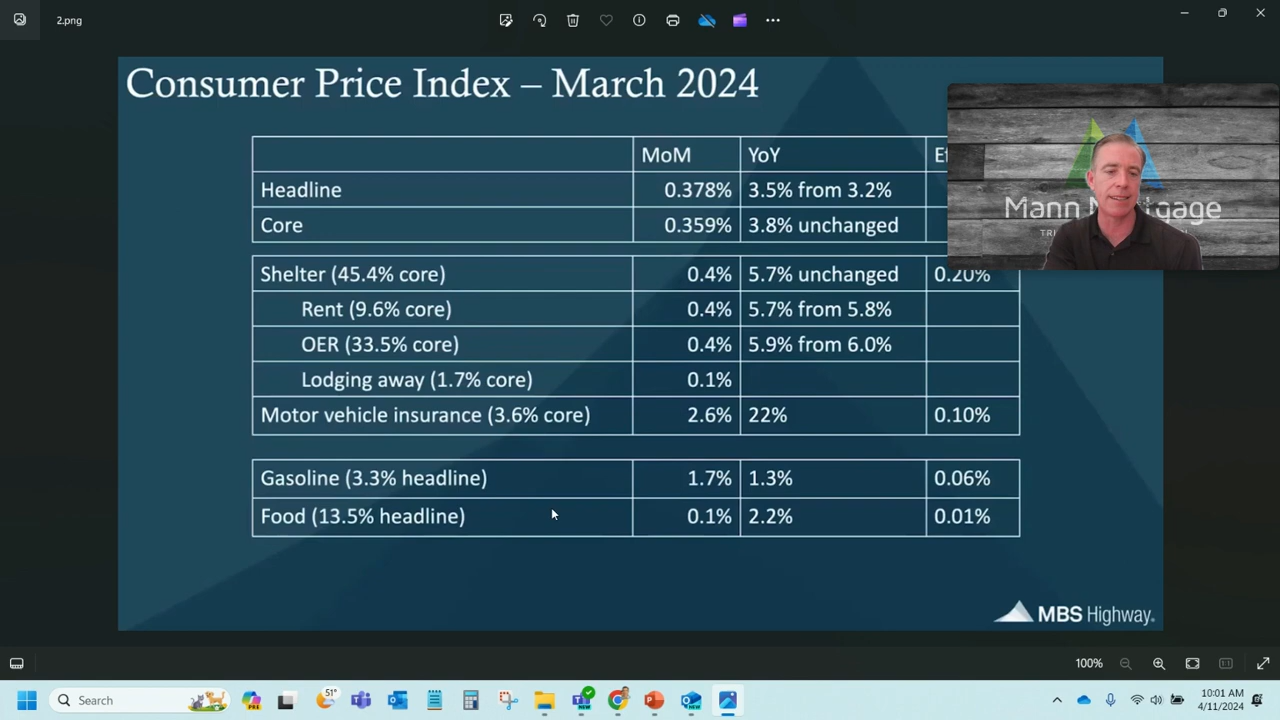 2.png
Consumer Price Index – March 2024
MoM YoY
Headline 0.378% 3.5% from 3.2%
Core 0.359% 3.8% unchanged
Shelter (45.4% core) 0.4% 5.7% unchanged 0.20%
Rent (9.6% core) 0.4% 5.7% from 5.8%
OER (33.5% core) 0.4% 5.9% from 6.0%
Lodging away (1.7% core) 0.1%
Motor vehicle insurance (3.6% core) 2.6% 22% 0.10%
Gasoline (3.3% headline) 1.7% 1.3% 0.06%
Food (13.5% headline) 0.1% 2.2% 0.01%
MBS Highway.
Mann
100%
51°
Search
PRE
NEW
NEW
10:01 AM
4/11/2024